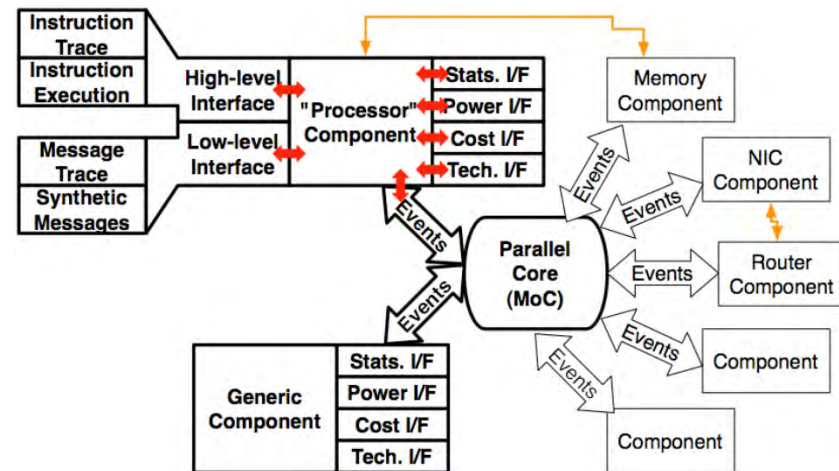 Instruction
Trace
Instruction
Execution
Message
Trace
Synthetic
Messages
High-level
Interface
Low-level
Interface
"Processor"
Component
Stats. I/F
Power I/F
Cost I/F
Tech. I/F
Memory
Component
NIC
Component
Router
Component
Component
Component
Events
Events
Events
Events
Events
Events
Events
Parallel
Core
(MoC)
Generic
Component
Stats. I/F
Power I/F
Cost I/F
Tech. I/F